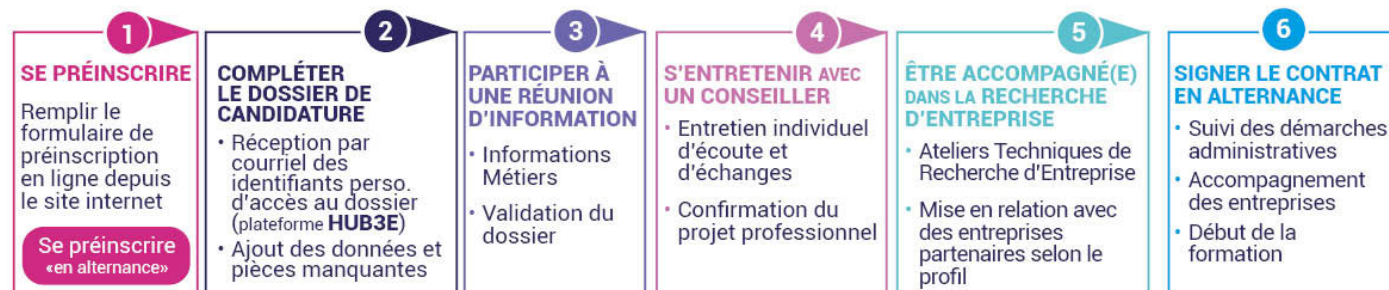 1
SE PRÉINSCRIRE
Remplir le
formulaire de
préinscription
en ligne depuis
le site internet
Se préinscrire
«en alternance»
2
COMPLÉTER
LE DOSSIER DE
CANDIDATURE
• Réception par
courriel des
identifiants perso.
d'accès au dossier
(plateforme HUB3E)
• Ajout des données et
pièces manquantes
3
PARTICIPER À
UNE RÉUNION
D'INFORMATION
• Informations
Métiers
• Validation du
dossier
4
S'ENTRETENIR AVEC
UN CONSEILLER
• Entretien individuel
d'écoute et
d'échanges
• Confirmation du
projet professionnel
5
ÊTRE ACCOMPAGNÉ(E)
DANS LA RECHERCHE
D'ENTREPRISE
• Ateliers Techniques de
Recherche d'Entreprise
• Mise en relation avec
des entreprises
partenaires selon le
profil
6
SIGNER LE CONTRAT
EN ALTERNANCE
• Suivi des démarches
administratives
• Accompagnement
des entreprises
• Début de la
formation